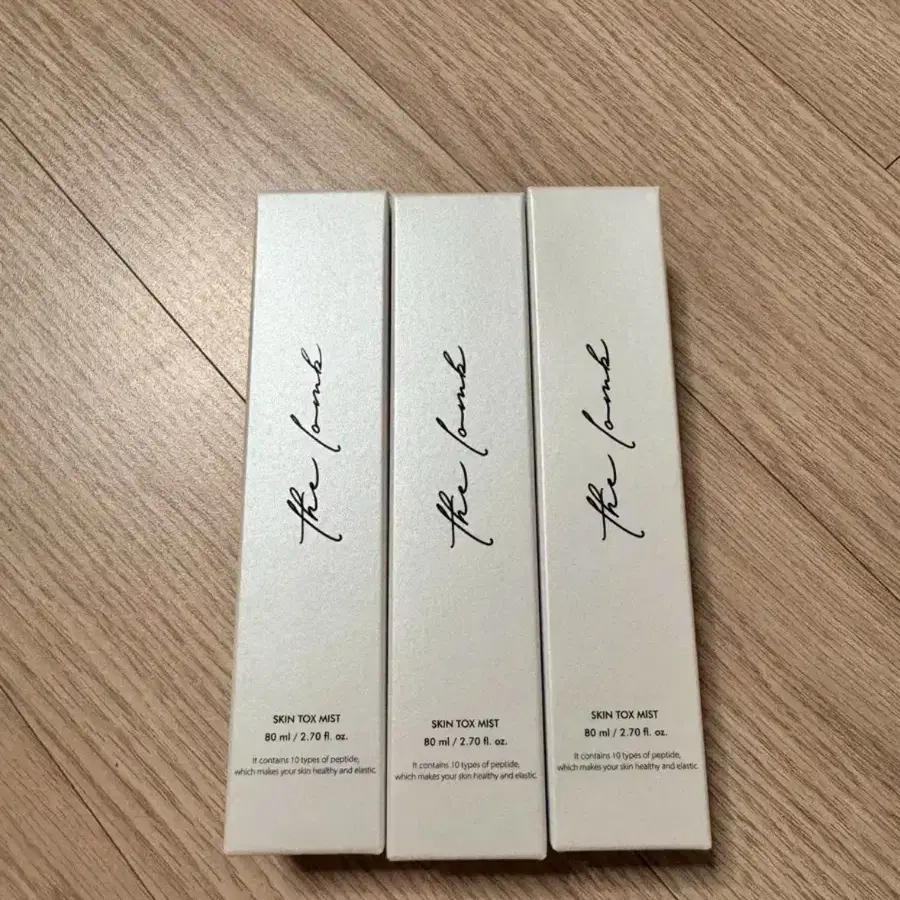 the lomk
SKIN TOX MIST
80 ml / 2.70 fl. oz.
It contains 10 types of peptide,
which makes your skin healthy and elastic.
the lomk
SKIN TOX MIST
80 ml / 2.70 fl. oz.
It contains 10 types of peptide,
which makes your skin healthy and elastic.
the lomk
SKIN TOX MIST
80 ml / 2.70 fl. oz.
It contains 10 types of peptide,
which makes your skin healthy and elastic.